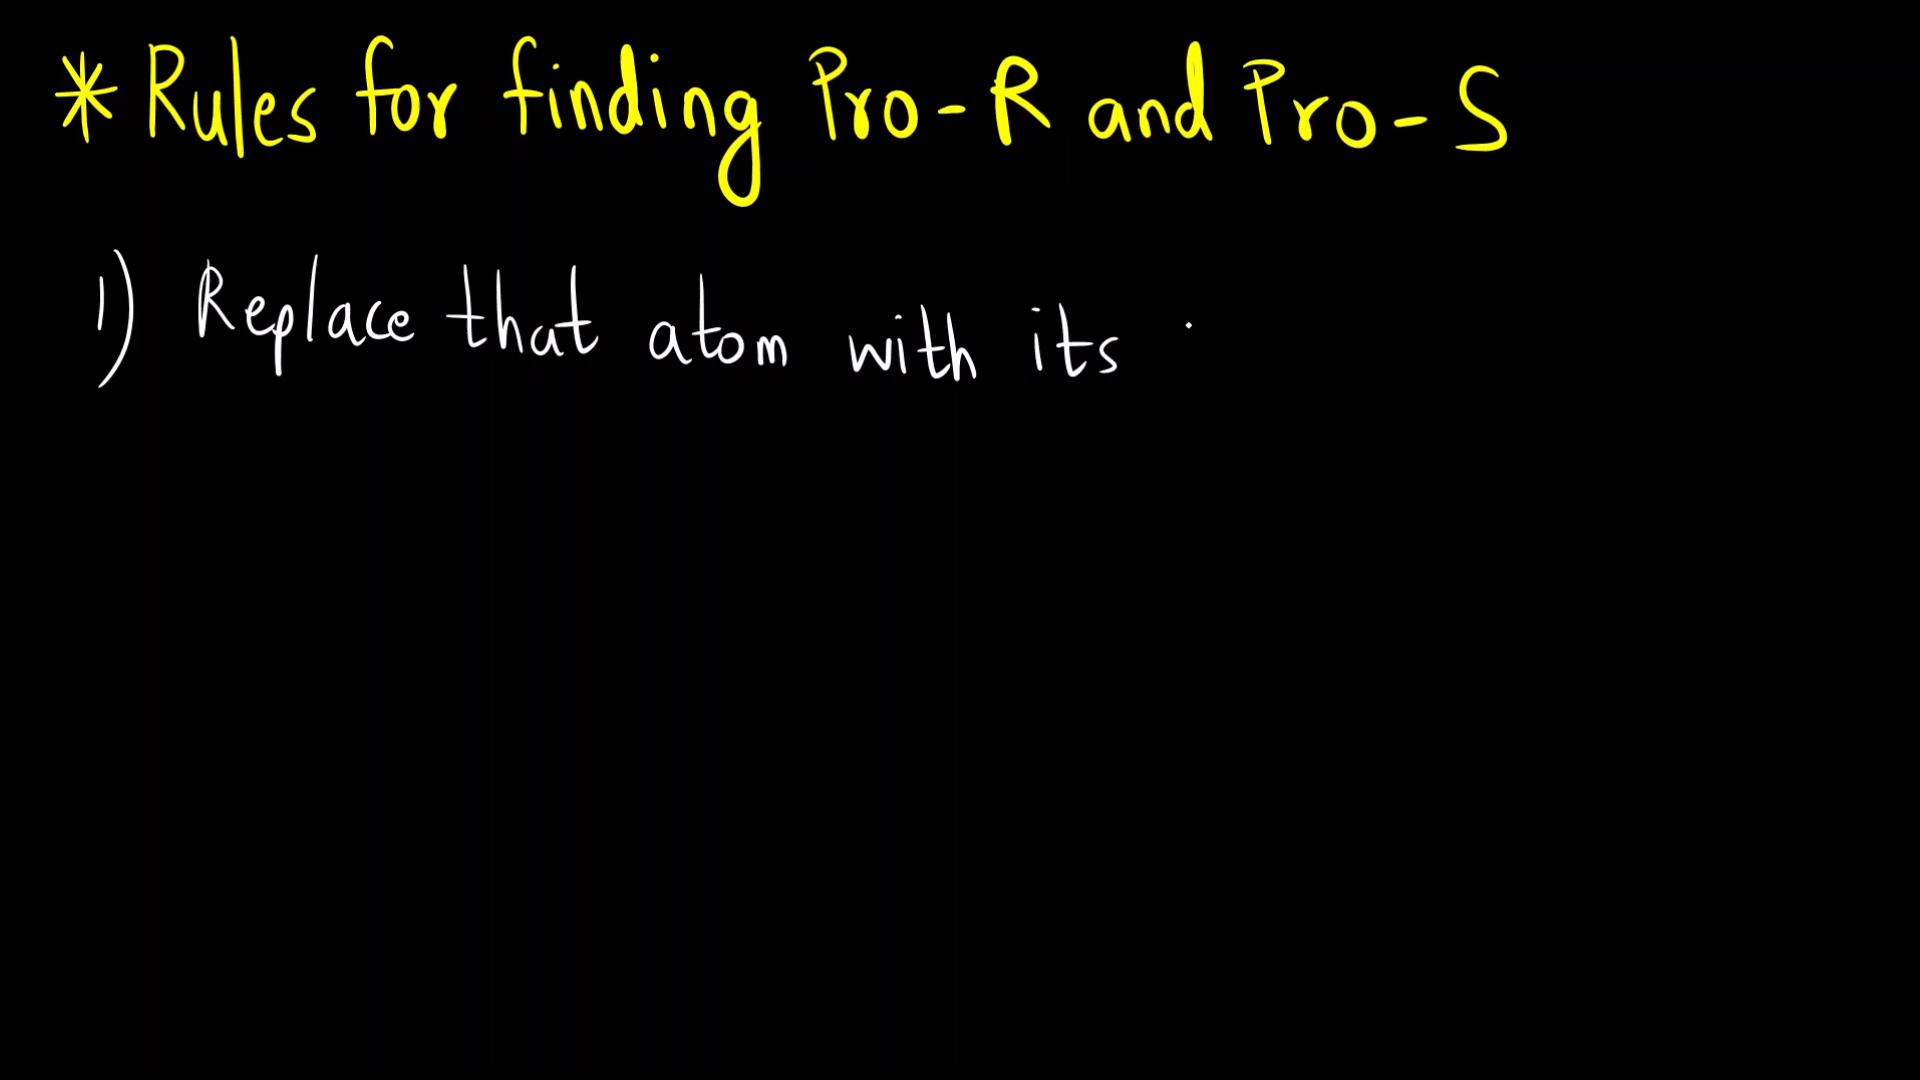 * Rules for finding Pro-R and Pro-S
1) Replace that atom with its